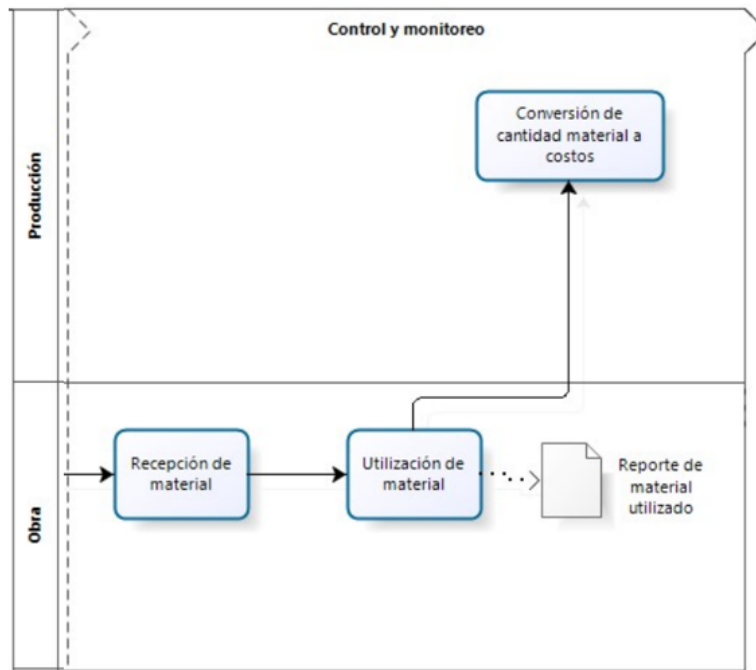 Control y monitoreo
Producción
Conversión de
cantidad material a
costos
Obra
Recepción de
material
Utilización de
material
Reporte de
material
utilizado